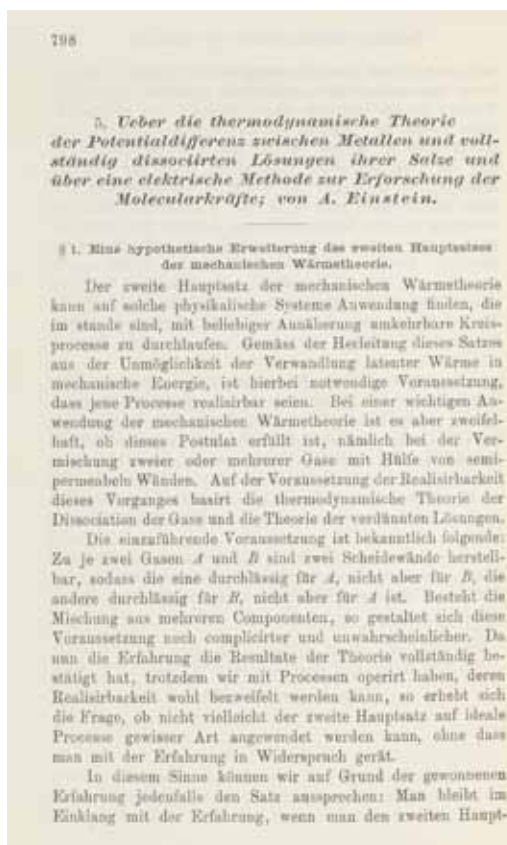 798
5. Ueber die thermodynamische Theorie
der Potentialdifferenz zwischen Metallen und voll-
ständig dissociirten Lösungen ihrer Salze und
über eine elektrische Methode zur Erforschung der
Molecularkräfte; von A. Einstein.
§ 1. Eine hypothetische Erweiterung des zweiten Hauptsatzes
der mechanischen Wärmetheorie.
Der zweite Hauptsatz der mechanischen Wärmetheorie
kann auf solche physikalische Systeme Anwendung finden, die
im stande sind, mit beliebiger Annäherung umkehrbare Kreis-
processe zu durchlaufen. Gemäss der Herleitung dieses Satzes
aus der Unmöglichkeit der Verwandlung latenter Wärme in
mechanische Energie, ist hierbei notwendige Voraussetzung,
dass jene Processe realisirbar seien. Bei einer wichtigen An-
wendung der mechanischen Wärmetheorie ist es aber zweifel-
haft, ob dieses Postulat erfüllt ist, nämlich bei der Ver-
mischung zweier oder mehrerer Gase mit Hülfe von semi-
permeabeln Wänden. Auf der Voraussetzung der Realisirbarkeit
dieses Vorganges basirt die thermodynamische Theorie der
Dissociation der Gase und die Theorie der verdünnten Lösungen.
Die einzuführende Voraussetzung ist bekanntlich folgende:
Zu je zwei Gasen A und B sind zwei Scheidewände herstell-
bar, sodass die eine durchlässig für A, nicht aber für B, die
andere durchlässig für B, nicht aber für A ist. Besteht die
Mischung aus mehreren Componenten, so gestaltet sich diese
Voraussetzung noch complicirter und unwahrscheinlicher. Da
nun die Erfahrung die Resultate der Theorie vollständig be-
stätigt hat, trotzdem wir mit Processen operirt haben, deren
Realisirbarkeit wohl bezweifelt werden kann, so erhebt sich
die Frage, ob nicht vielleicht der zweite Hauptsatz auf ideale
Processe gewisser Art angewendet werden kann, ohne dass
man mit der Erfahrung in Widerspruch gerät.
In diesem Sinne können wir auf Grund der gewonnenen
Erfahrung jedenfalls den Satz aussprechen: Man bleibt im
Einklang mit der Erfahrung, wenn man den zweiten Haupt-